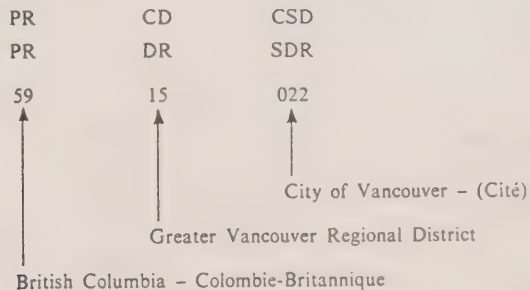 PR CD CSD
PR DR SDR
59 15 022
City of Vancouver – (Cité)
Greater Vancouver Regional District
British Columbia – Colombie-Britannique